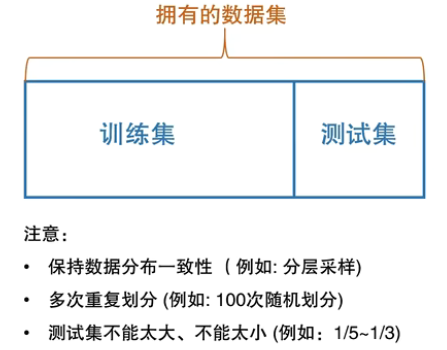 拥有的数据集
训练集 测试集
注意：
• 保持数据分布一致性（例如: 分层采样)
• 多次重复划分 (例如: 100次随机划分)
• 测试集不能太大、不能太小 (例如：1/5~1/3)